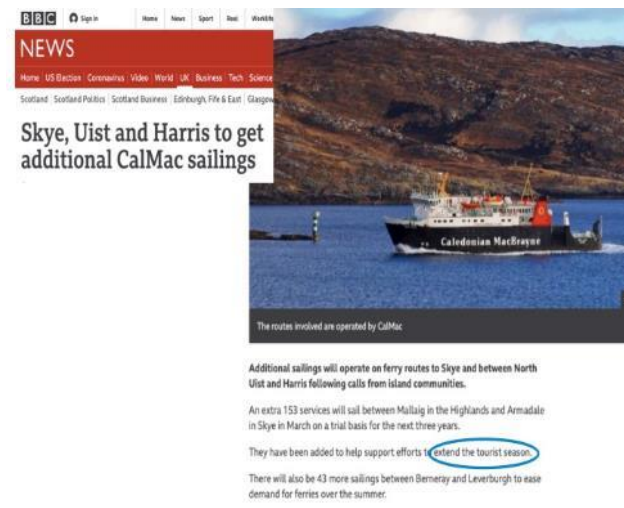 BBC Sign in Home News Sport Reel Worklife
NEWS
Home US Election Coronavirus Video World UK Business Tech Science
Scotland Scotland Politics Scotland Business Edinburgh, Fife & East Glasgow
Skye, Uist and Harris to get
additional CalMac sailings
Caledonian MacBrayne
The routes involved are operated by CalMac
Additional sailings will operate on ferry routes to Skye and between North
Uist and Harris following calls from island communities.
An extra 153 services will sail between Mallaig in the Highlands and Armadale
in Skye in March on a trial basis for the next three years.
They have been added to help support efforts to extend the tourist season.
There will also be 43 more sailings between Berneray and Leverburgh to ease
demand for ferries over the summer.